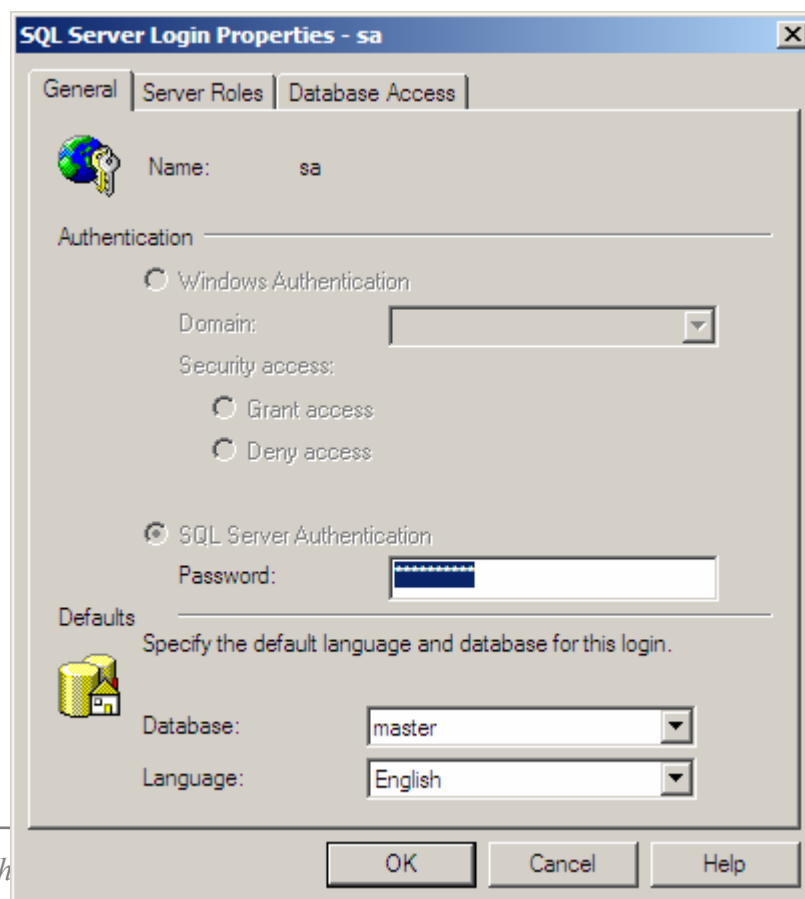 SQL Server Login Properties - sa
General Server Roles Database Access
Name: sa
Authentication
Windows Authentication
Domain:
Security access:
Grant access
Deny access
SQL Server Authentication
Password: **********
Defaults
Specify the default language and database for this login.
Database: master
Language: English
OK Cancel Help